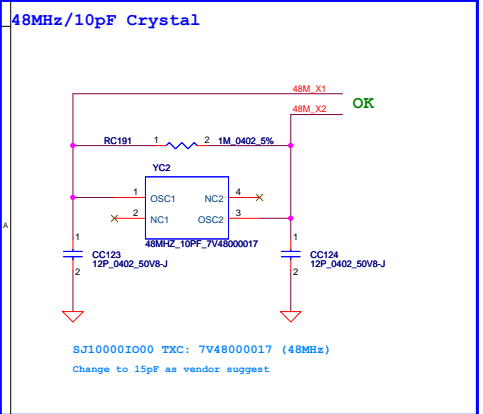 48MHz/10pF Crystal
48M_X1
48M_X2
OK
RC191 1 2 1M_0402_5%
YC2
1 OSC1 NC2 4
2 NC1 OSC2 3
48MHZ_10PF_7V48000017
A
1 1
CC123 CC124
12P_0402_50V8-J 12P_0402_50V8-J
2 2
SJ10000IO00 TXC: 7V48000017 (48MHz)
Change to 15pF as vendor suggest